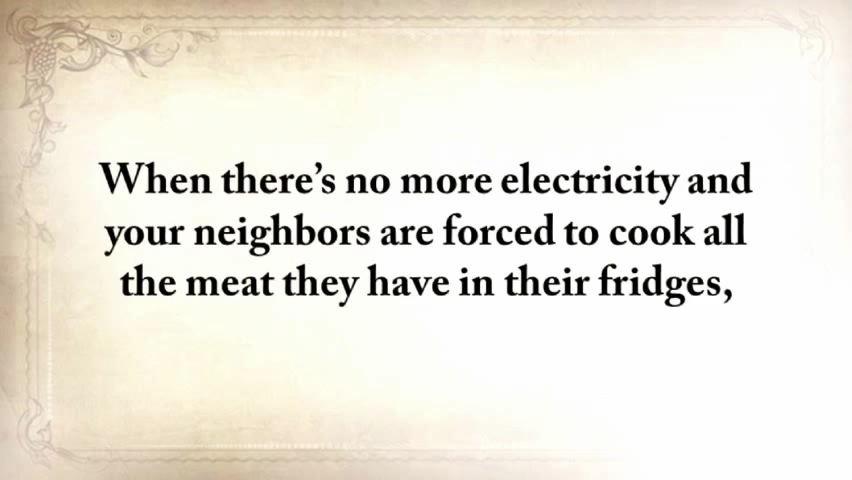 When there’s no more electricity and
your neighbors are forced to cook all
the meat they have in their fridges,